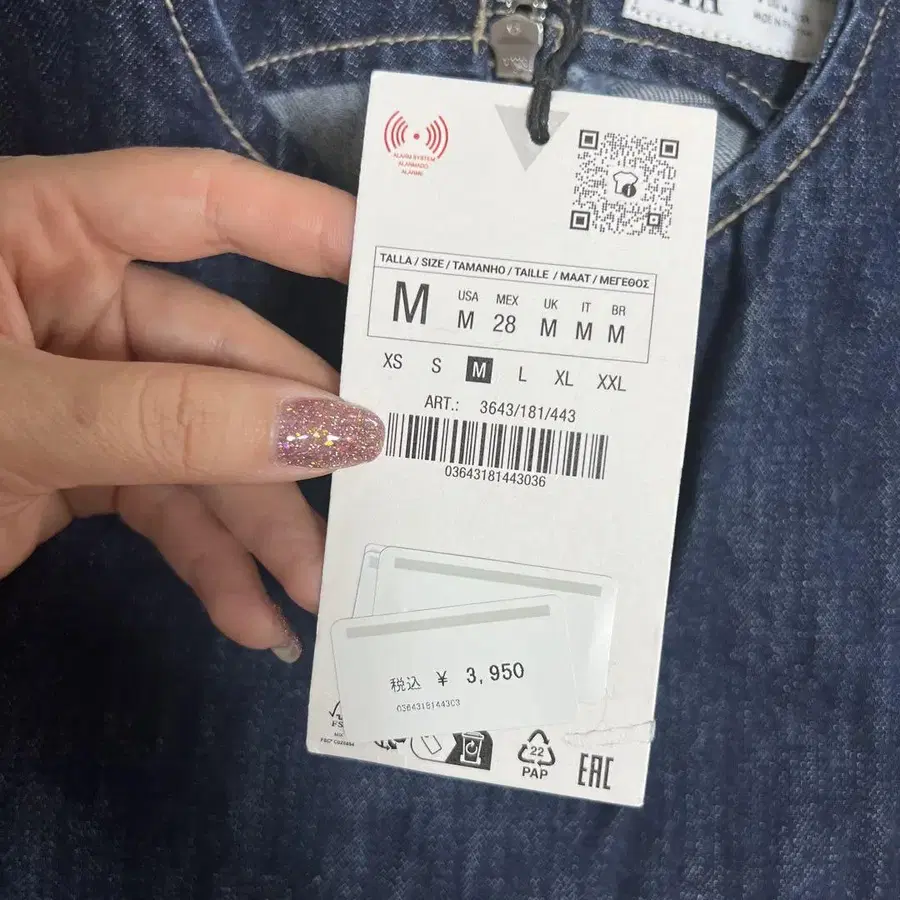 ALARM SYSTEM
ALARMADO
ALARME
TALLA / SIZE / TAMANHO / TAILLE / MAAT / ΜΕΓΕΘΟΣ
M
USA MEX UK IT BR
M 28 M M M
XS S M L XL XXL
ART.: 3643/181/443
03643181443036
税込 ¥ 3,950
0364318144303
22
PAP
EAC